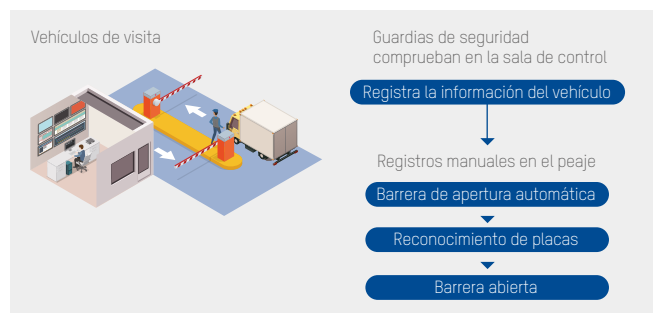 Vehículos de visita
Guardias de seguridad
comprueban en la sala de control
Registra la información del vehículo
Registros manuales en el peaje
Barrera de apertura automática
Reconocimiento de placas
Barrera abierta